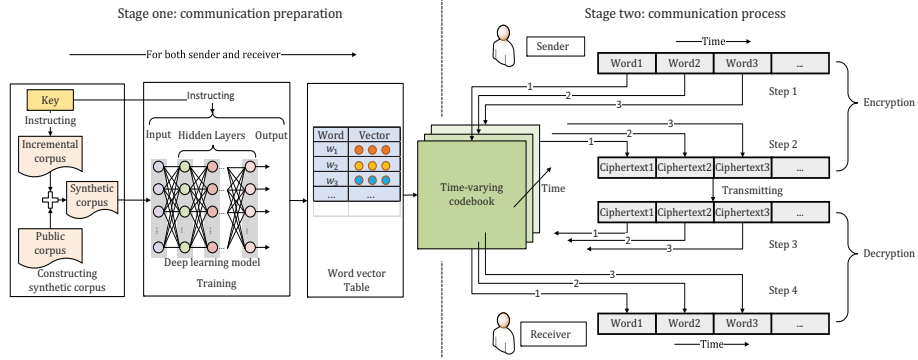 Stage one: communication preparation
For both sender and receiver
Key
Instructing
Incremental
corpus
Synthetic
corpus
Public
corpus
Constructing
synthetic corpus
Instructing
Input
Hidden Layers
Output
...
...
Deep learning model
Training
Word Vector
w1
w2
w3
... ...
Word vector
Table
Stage two: communication process
Sender
Time
Word1 Word2 Word3 ...
1
2
3
Step 1
Encryption
Time-varying
codebook
Time
3
2
1
Step 2
Ciphertext1 Ciphertext2 Ciphertext3 ...
Transmitting
Ciphertext1 Ciphertext2 Ciphertext3 ...
1
2
3
Step 3
Decryption
3
2
1
Step 4
Word1 Word2 Word3 ...
Receiver
Time